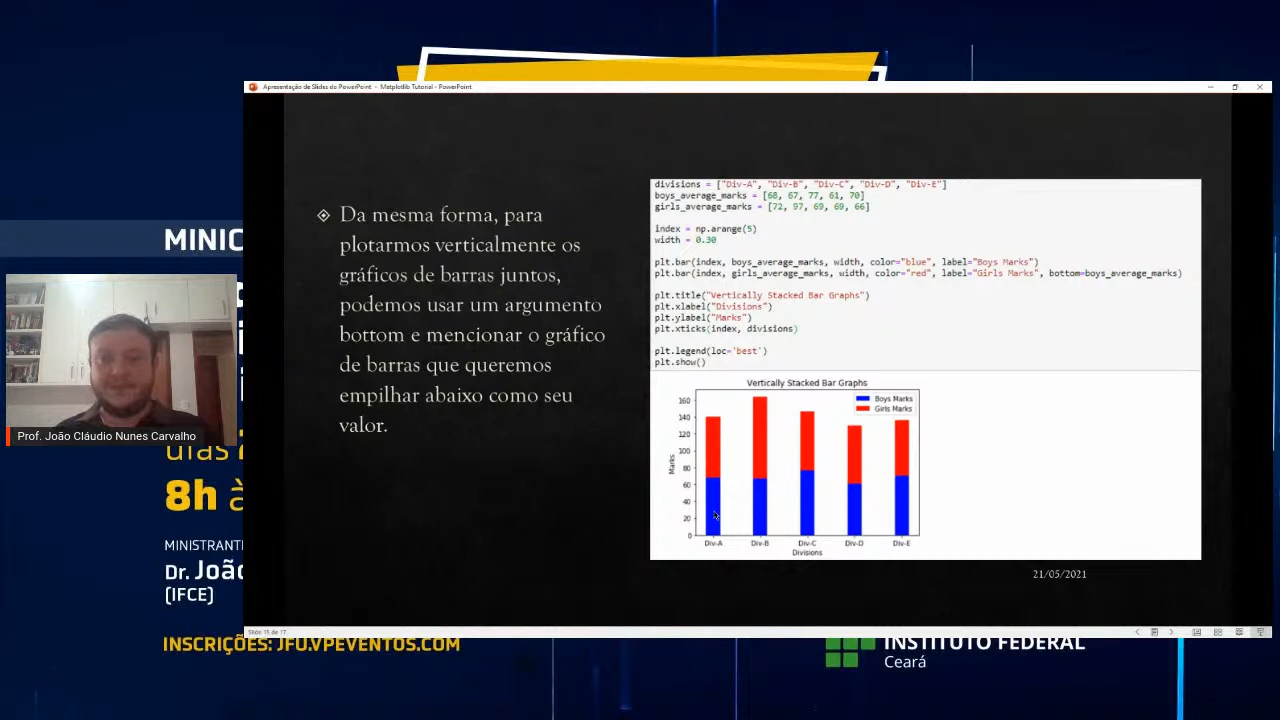 Apresentação de Slides do PowerPoint - Matplotlib Tutorial - PowerPoint
MINIC
Prof. João Cláudio Nunes Carvalho
dias 2
8h à
MINISTRANT
Dr. João
(IFCE)
INSCRIÇÕES: JFU.VPEVENTOS.COM
Da mesma forma, para
plotarmos verticalmente os
gráficos de barras juntos,
podemos usar um argumento
bottom e mencionar o gráfico
de barras que queremos
empilhar abaixo como seu
valor.
divisions = ["Div-A", "Div-B", "Div-C", "Div-D", "Div-E"]
boys_average_marks = [68, 67, 77, 61, 70]
girls_average_marks = [72, 97, 69, 69, 66]
index = np.arange(5)
width = 0.30
plt.bar(index, boys_average_marks, width, color="blue", label="Boys Marks")
plt.bar(index, girls_average_marks, width, color="red", label="Girls Marks", bottom=boys_average_marks)
plt.title("Vertically Stacked Bar Graphs")
plt.xlabel("Divisions")
plt.ylabel("Marks")
plt.xticks(index, divisions)
plt.legend(loc='best')
plt.show()
Vertically Stacked Bar Graphs
Boys Marks
Girls Marks
160
140
120
100
80
60
40
20
0
Marks
Div-A Div-B Div-C Div-D Div-E
Divisions
21/05/2021
Slide 15 de 17
INSTITUTO FEDERAL
Ceará